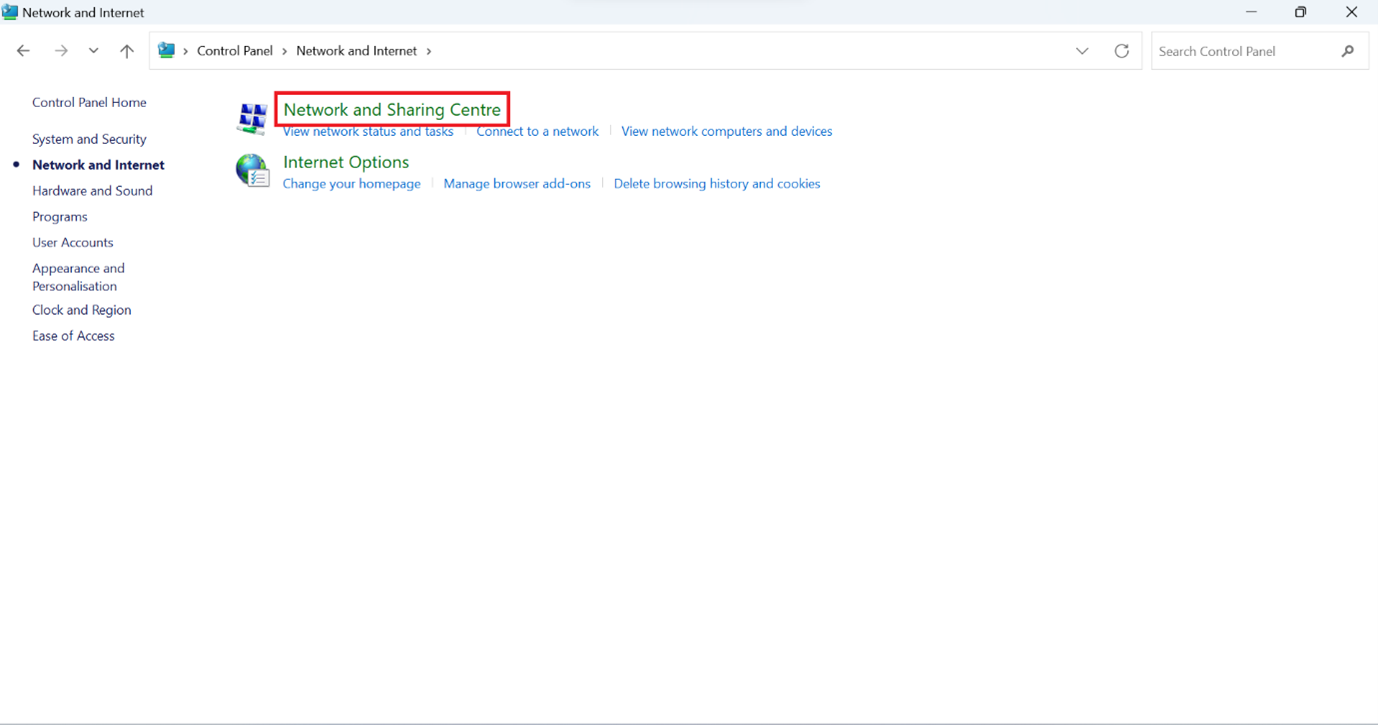 Network and Internet
Control Panel > Network and Internet >
Search Control Panel
Control Panel Home
System and Security
Network and Internet
Hardware and Sound
Programs
User Accounts
Appearance and
Personalisation
Clock and Region
Ease of Access
Network and Sharing Centre
View network status and tasks | Connect to a network | View network computers and devices
Internet Options
Change your homepage | Manage browser add-ons | Delete browsing history and cookies